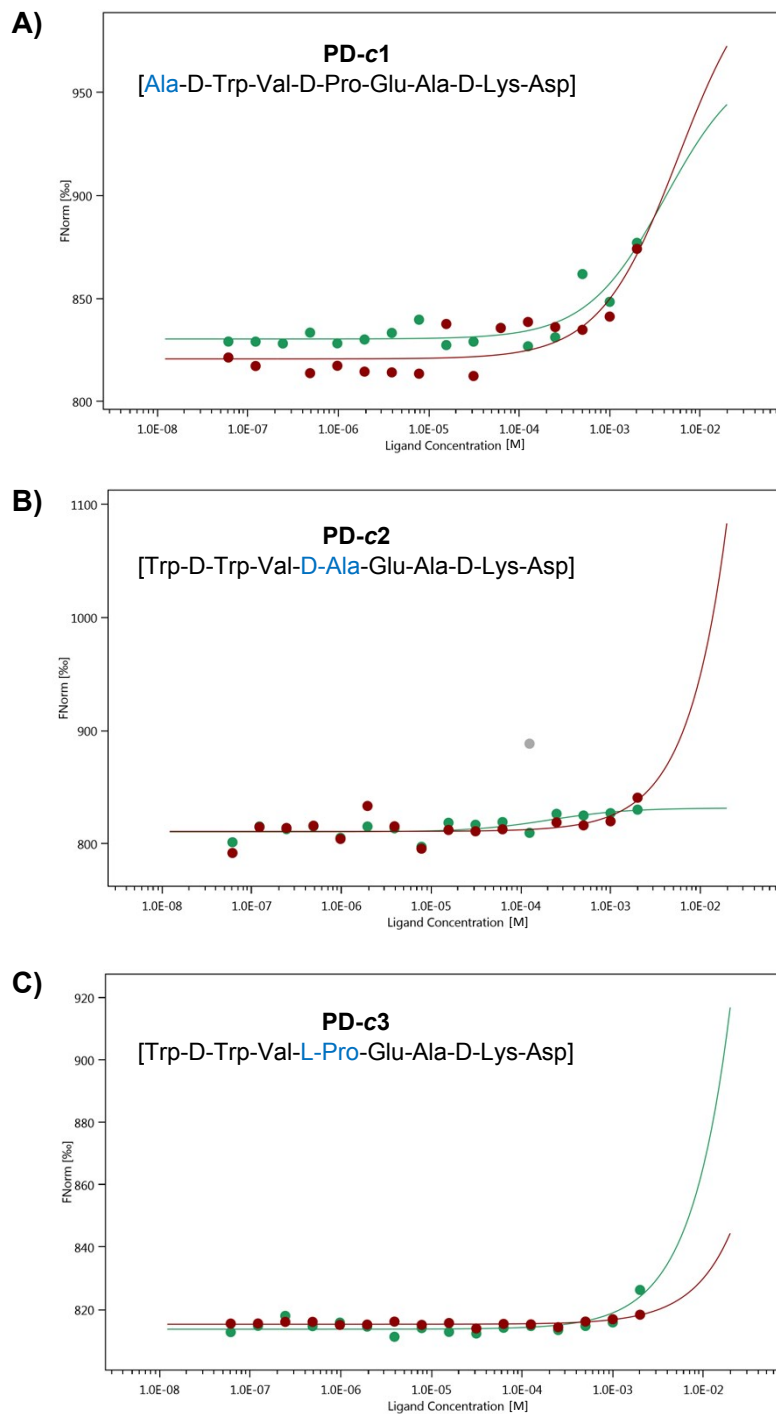 A)
PD-c1
[Ala-D-Trp-Val-D-Pro-Glu-Ala-D-Lys-Asp]
FNorm [‰]
950
900
850
800
1.0E-08 1.0E-07 1.0E-06 1.0E-05 1.0E-04 1.0E-03 1.0E-02
Ligand Concentration [M]
B)
PD-c2
[Trp-D-Trp-Val-D-Ala-Glu-Ala-D-Lys-Asp]
FNorm [‰]
1100
1000
900
800
1.0E-08 1.0E-07 1.0E-06 1.0E-05 1.0E-04 1.0E-03 1.0E-02
Ligand Concentration [M]
C)
PD-c3
[Trp-D-Trp-Val-L-Pro-Glu-Ala-D-Lys-Asp]
FNorm [‰]
920
900
880
860
840
820
1.0E-08 1.0E-07 1.0E-06 1.0E-05 1.0E-04 1.0E-03 1.0E-02
Ligand Concentration [M]